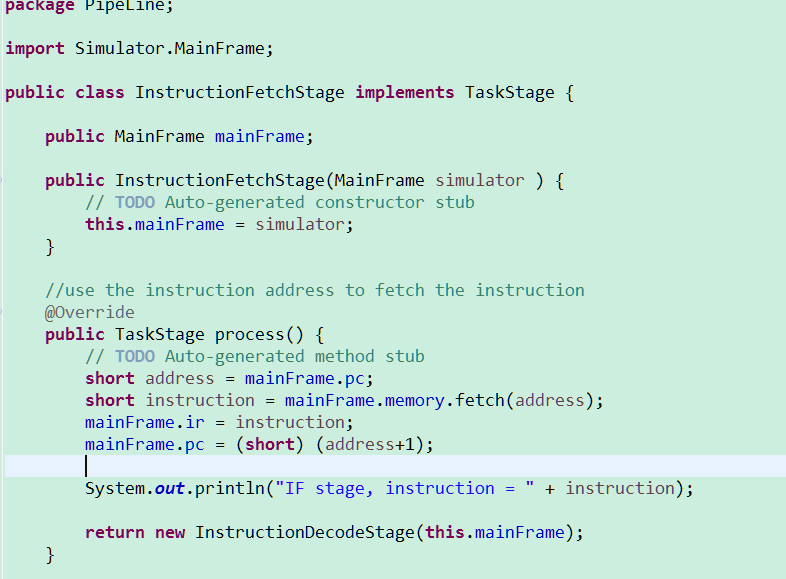 package PipeLine;
import Simulator.MainFrame;
public class InstructionFetchStage implements TaskStage {
public MainFrame mainFrame;
public InstructionFetchStage(MainFrame simulator ) {
// TODO Auto-generated constructor stub
this.mainFrame = simulator;
}
//use the instruction address to fetch the instruction
@Override
public TaskStage process() {
// TODO Auto-generated method stub
short address = mainFrame.pc;
short instruction = mainFrame.memory.fetch(address);
mainFrame.ir = instruction;
mainFrame.pc = (short) (address+1);
System.out.println("IF stage, instruction = " + instruction);
return new InstructionDecodeStage(this.mainFrame);
}